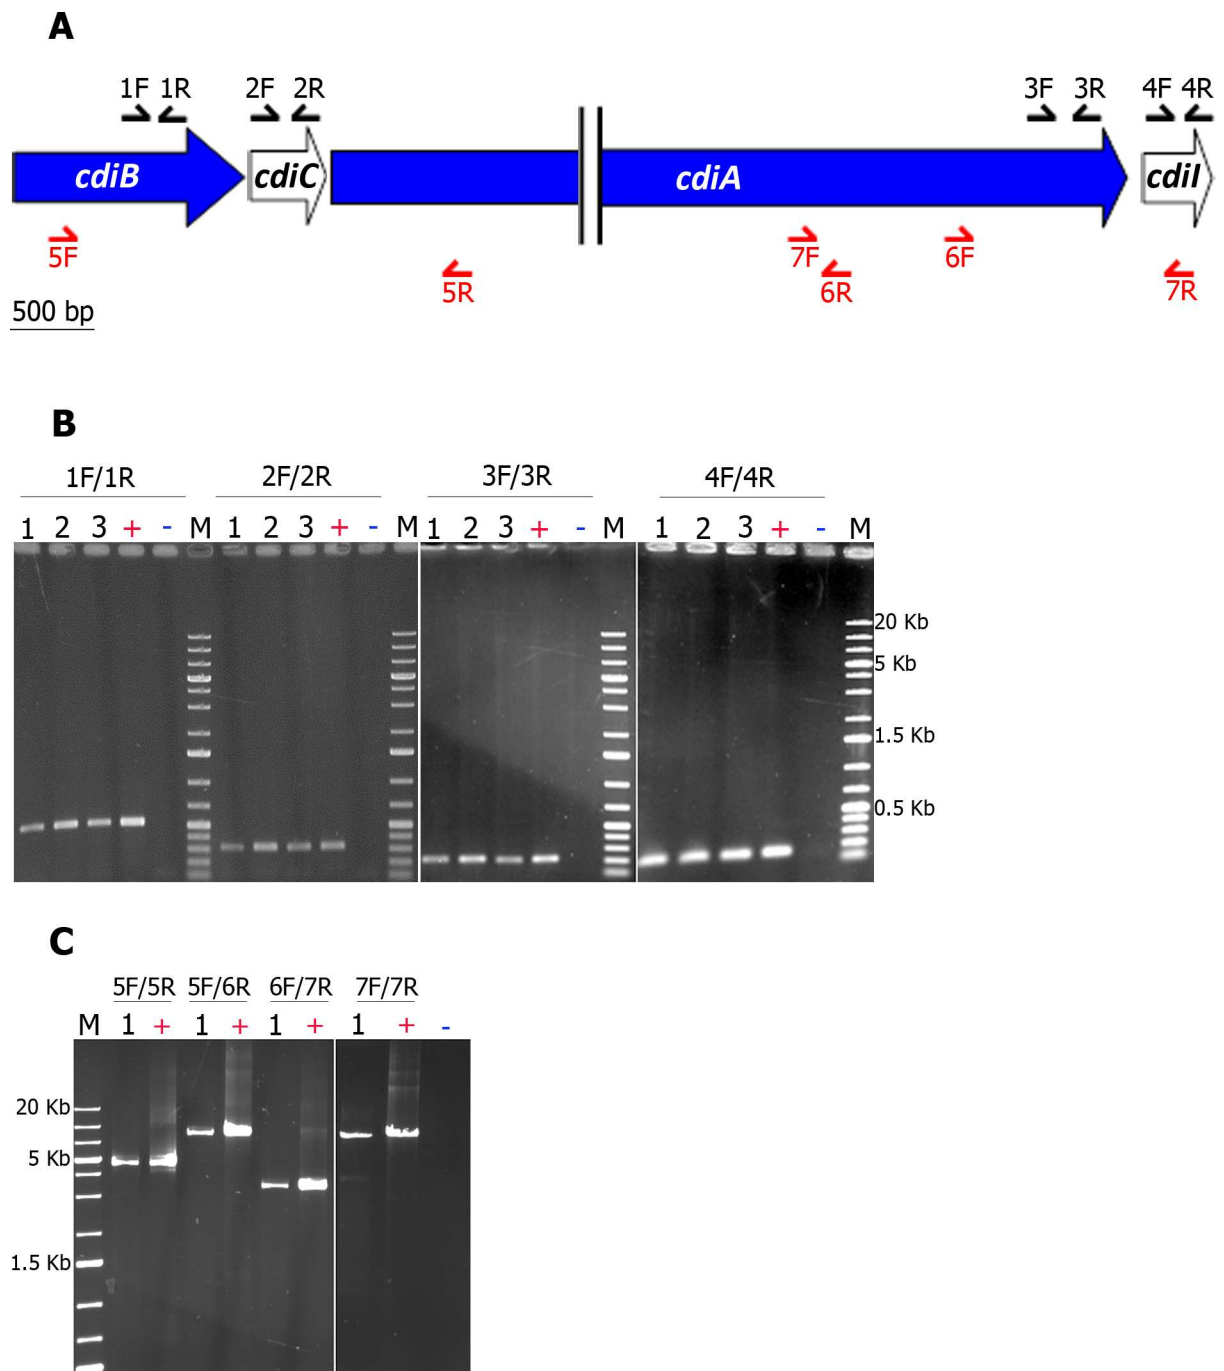 A
1F 1R 2F 2R 3F 3R 4F 4R
cdiB cdiC cdiA cdiI
5F 7F 6F
5R 6R 7R
500 bp
B
1F/1R 2F/2R 3F/3R 4F/4R
1 2 3 + - M 1 2 3 + - M 1 2 3 + - M 1 2 3 + - M
20 Kb
5 Kb
1.5 Kb
0.5 Kb
C
5F/5R 5F/6R 6F/7R 7F/7R
M 1 + 1 + 1 + 1 + -
20 Kb
5 Kb
1.5 Kb